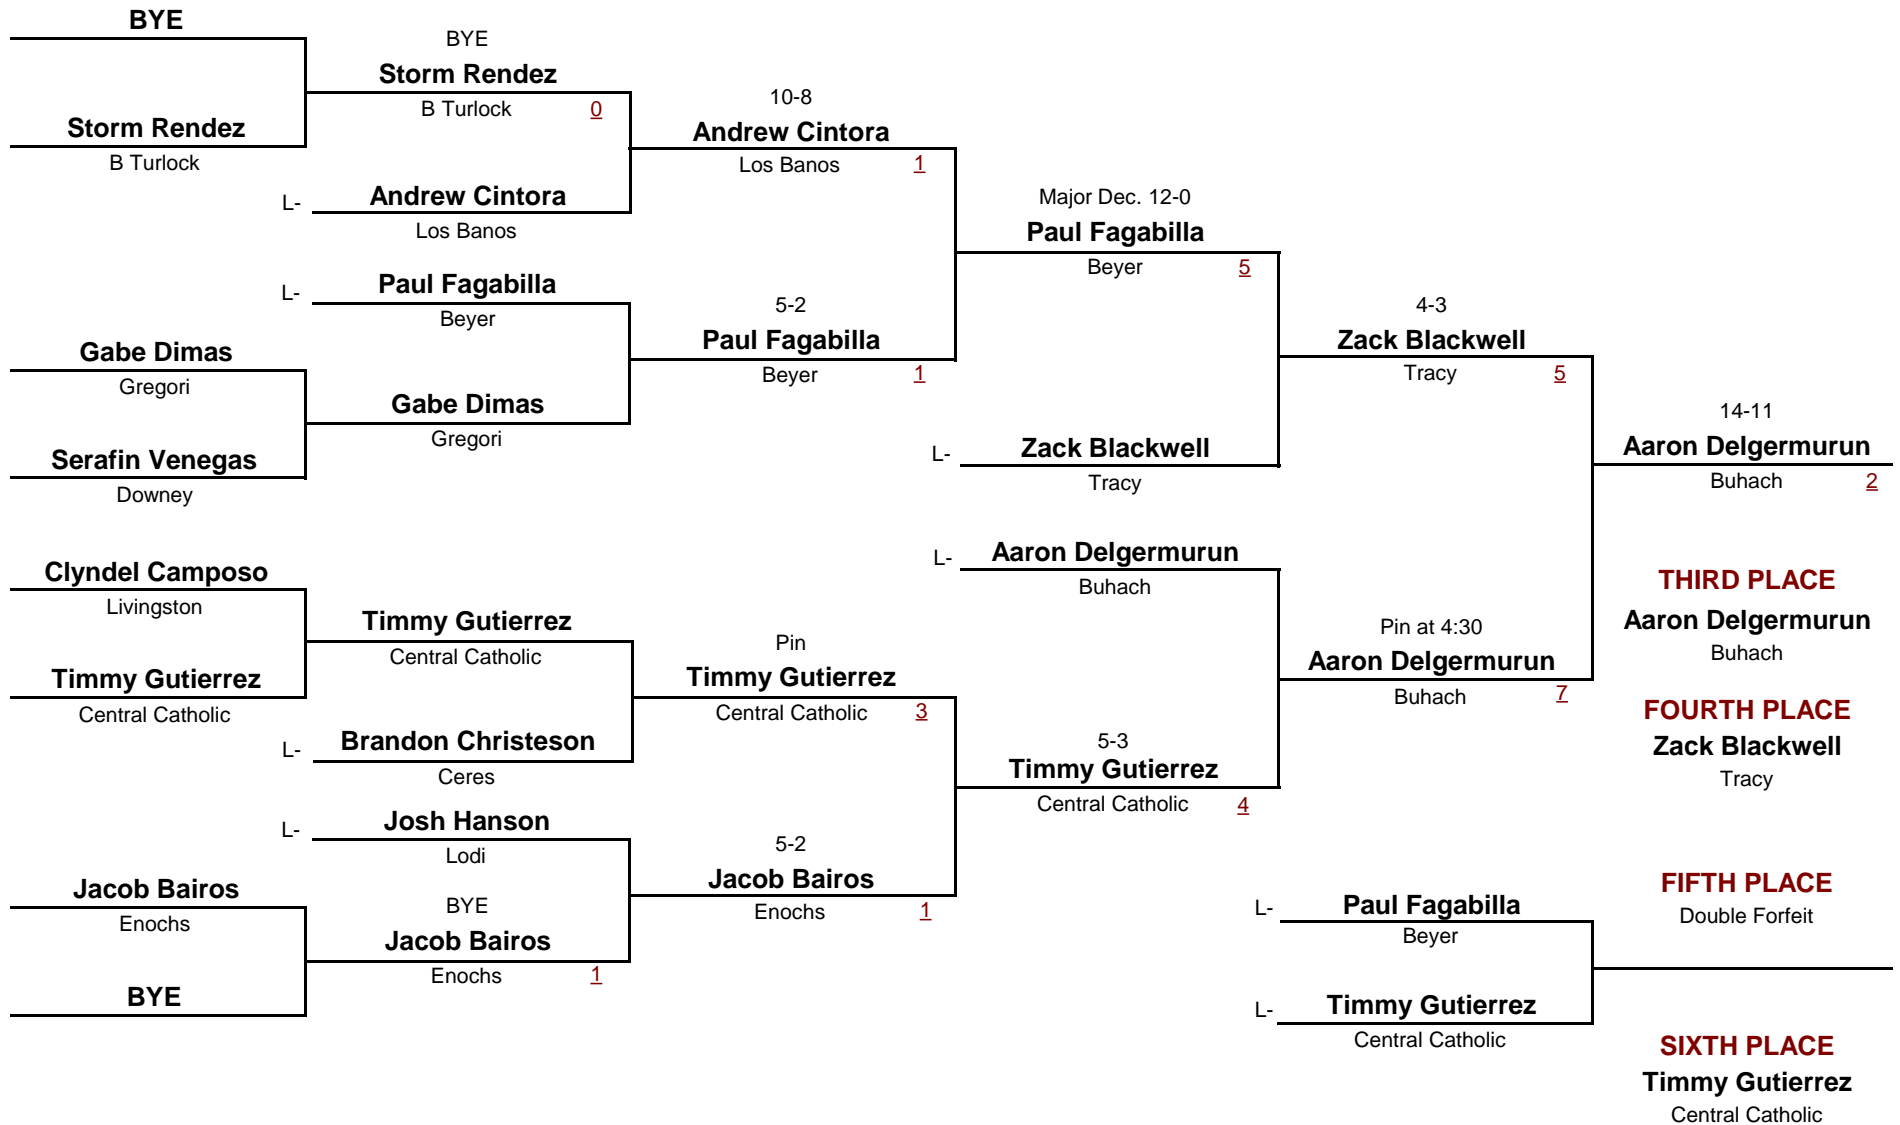 BYE
Storm Rendez
B Turlock
Gabe Dimas
Gregori
Serafin Venegas
Downey
Clyndel Camposo
Livingston
Timmy Gutierrez
Central Catholic
Jacob Bairos
Enochs
BYE
BYE
Storm Rendez
B Turlock 0
L- Andrew Cintora
Los Banos
L- Paul Fagabilla
Beyer
Gabe Dimas
Gregori
Timmy Gutierrez
Central Catholic
L- Brandon Christeson
Ceres
L- Josh Hanson
Lodi
BYE
Jacob Bairos
Enochs 1
10-8
Andrew Cintora
Los Banos 1
5-2
Paul Fagabilla
Beyer 1
Pin
Timmy Gutierrez
Central Catholic 3
5-2
Jacob Bairos
Enochs 1
Major Dec. 12-0
Paul Fagabilla
Beyer 5
L- Zack Blackwell
Tracy
L- Aaron Delgermurun
Buhach
5-3
Timmy Gutierrez
Central Catholic 4
4-3
Zack Blackwell
Tracy 5
Pin at 4:30
Aaron Delgermurun
Buhach 7
L- Paul Fagabilla
Beyer
L- Timmy Gutierrez
Central Catholic
14-11
Aaron Delgermurun
Buhach 2
THIRD PLACE
Aaron Delgermurun
Buhach
FOURTH PLACE
Zack Blackwell
Tracy
FIFTH PLACE
Double Forfeit
SIXTH PLACE
Timmy Gutierrez
Central Catholic